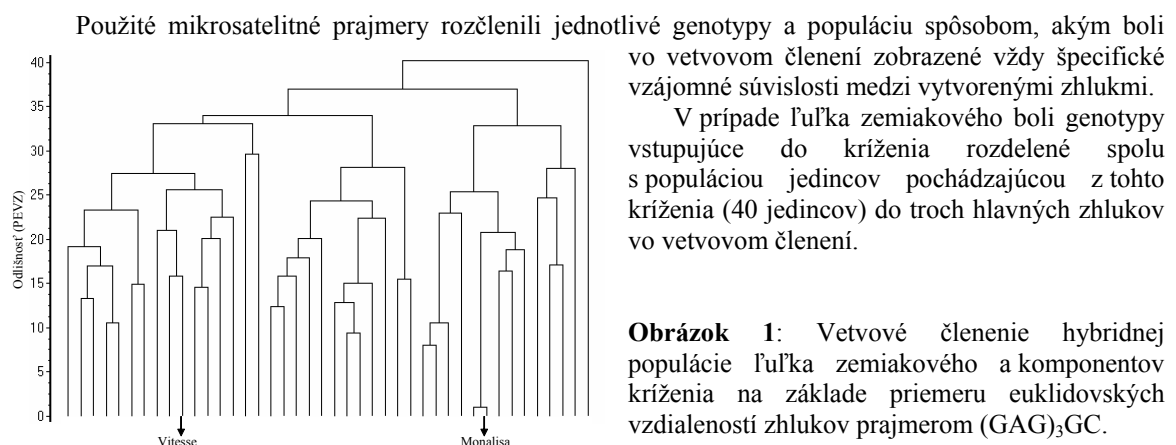 Použité mikrosatelitné prajmery rozčlenili jednotlivé genotypy a populáciu spôsobom, akým boli
vo vetvovom členení zobrazené vždy špecifické
vzájomné súvislosti medzi vytvorenými zhlukmi.
V prípade ľuľka zemiakového boli genotypy
vstupujúce do kríženia rozdelené spolu
s populáciou jedincov pochádzajúcou z tohto
kríženia (40 jedincov) do troch hlavných zhlukov
vo vetvovom členení.
Odlišnosť (PEVZ)
40
35
30
25
20
15
10
5
0
Vitesse
Monalisa
Obrázok 1: Vetvové členenie hybridnej
populácie ľuľka zemiakového a komponentov
kríženia na základe priemeru euklidovských
vzdialeností zhlukov prajmerom (GAG)₃GC.